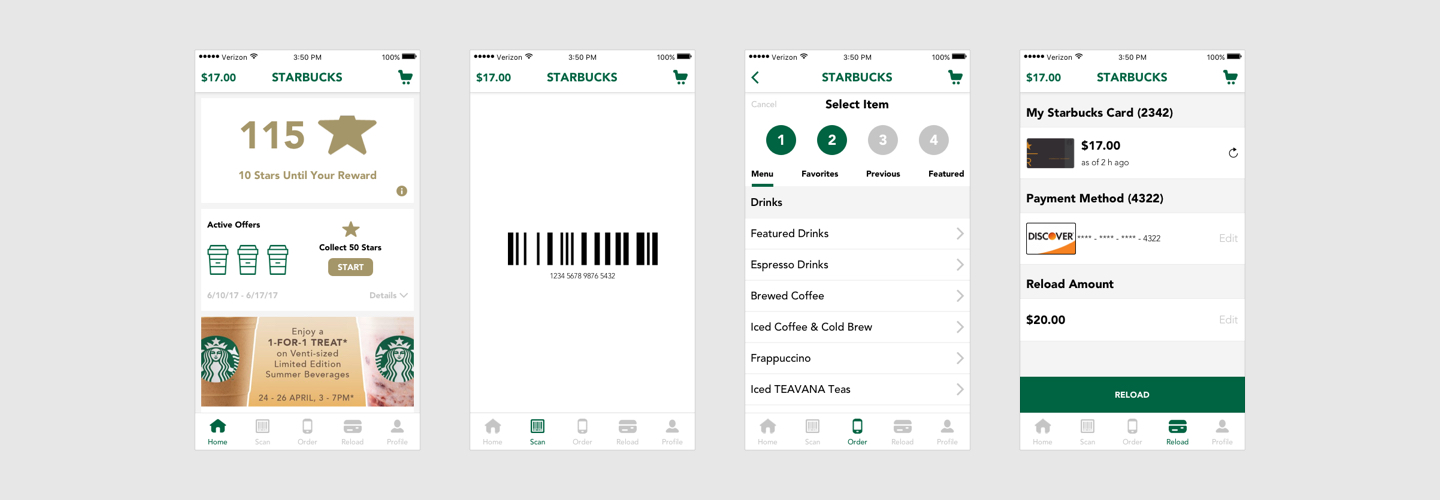 Verizon 3:50 PM 100%
$17.00 STARBUCKS
115
10 Stars Until Your Reward
i
Active Offers
Collect 50 Stars
START
6/10/17 - 6/17/17 Details
Enjoy a
1-FOR-1 TREAT*
on Venti-sized
Limited Edition
Summer Beverages
24 - 26 APRIL, 3 - 7PM*
Home Scan Order Reload Profile
Verizon 3:50 PM 100%
$17.00 STARBUCKS
1234 5678 9876 5432
Home Scan Order Reload Profile
Verizon 3:50 PM 100%
STARBUCKS
Cancel Select Item
1 2 3 4
Menu Favorites Previous Featured
Drinks
Featured Drinks
Espresso Drinks
Brewed Coffee
Iced Coffee & Cold Brew
Frappuccino
Iced TEAVANA Teas
Home Scan Order Reload Profile
Verizon 3:50 PM 100%
$17.00 STARBUCKS
My Starbucks Card (2342)
R
$17.00
as of 2 h ago
Payment Method (4322)
DISCOVER **** - **** - **** - 4322 Edit
Reload Amount
$20.00 Edit
RELOAD
Home Scan Order Reload Profile